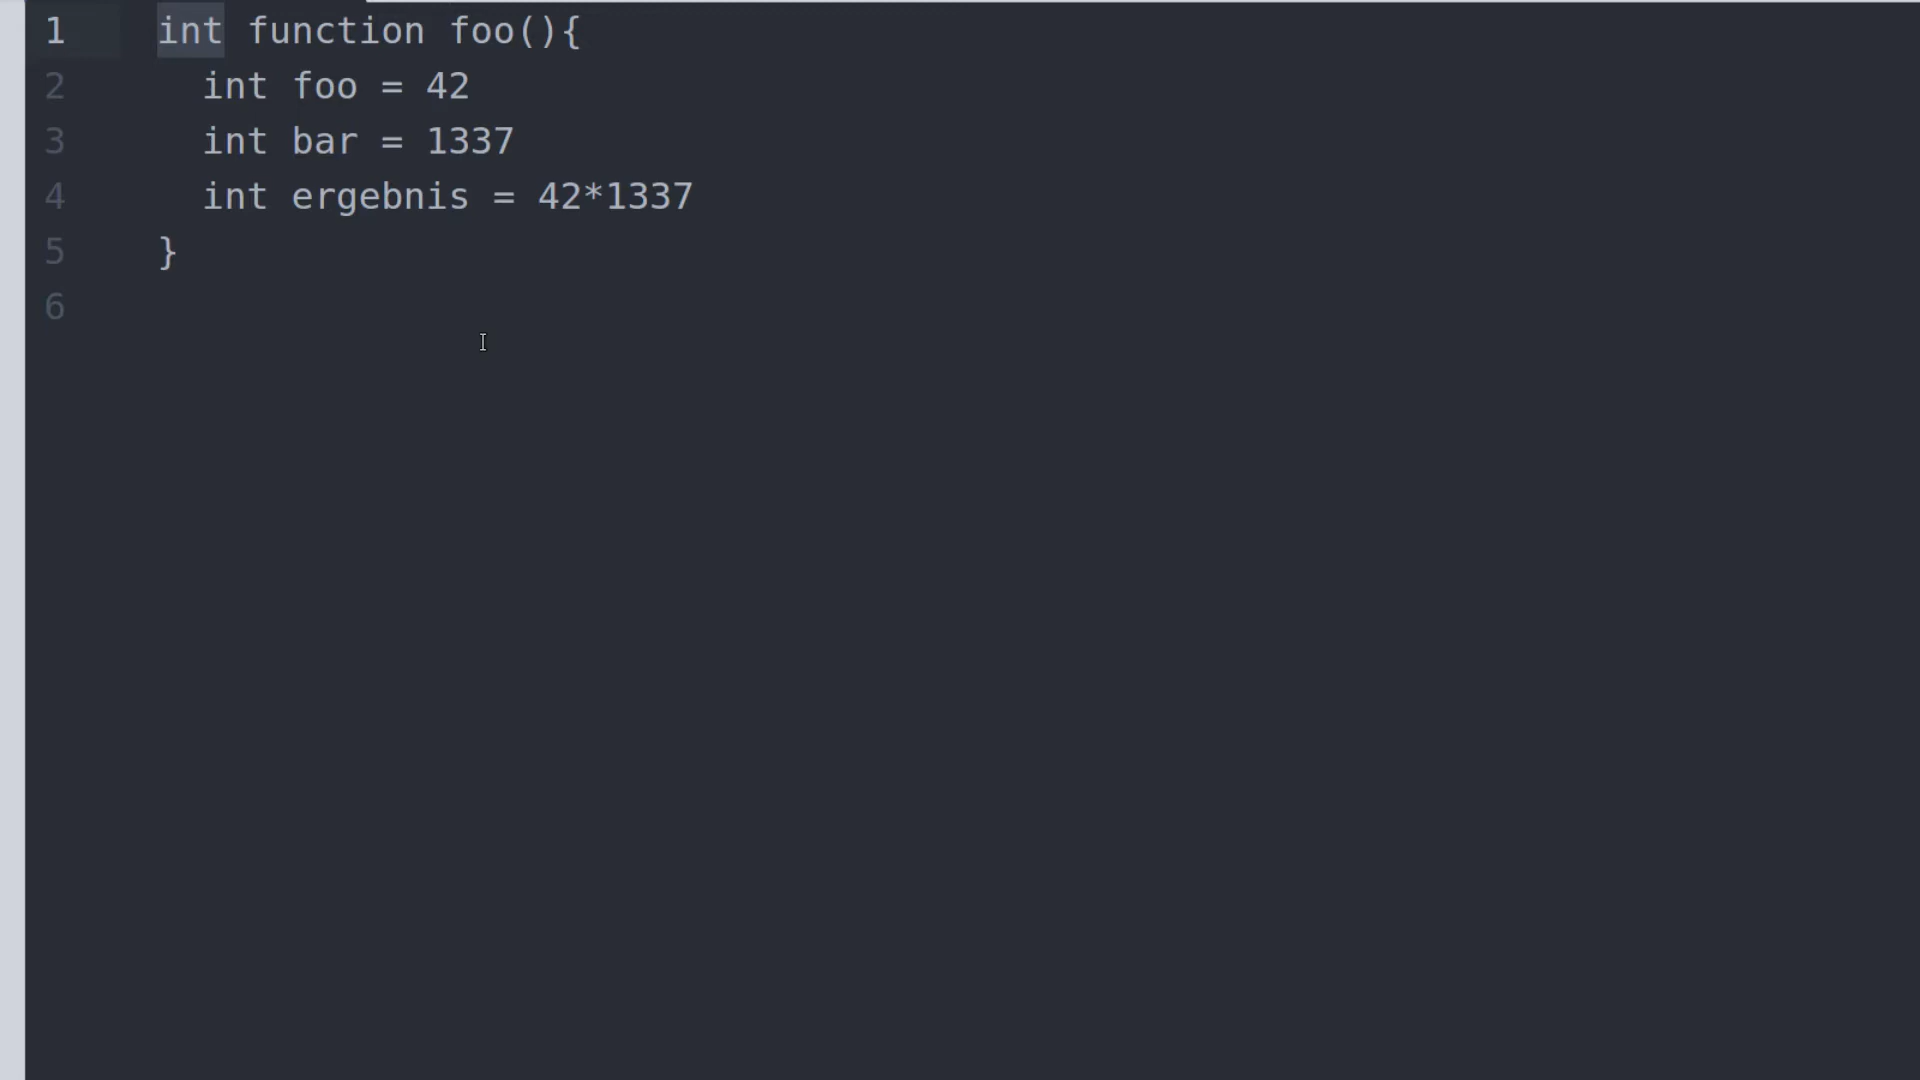 1 int function foo(){
2 int foo = 42
3 int bar = 1337
4 int ergebnis = 42*1337
5 }
6